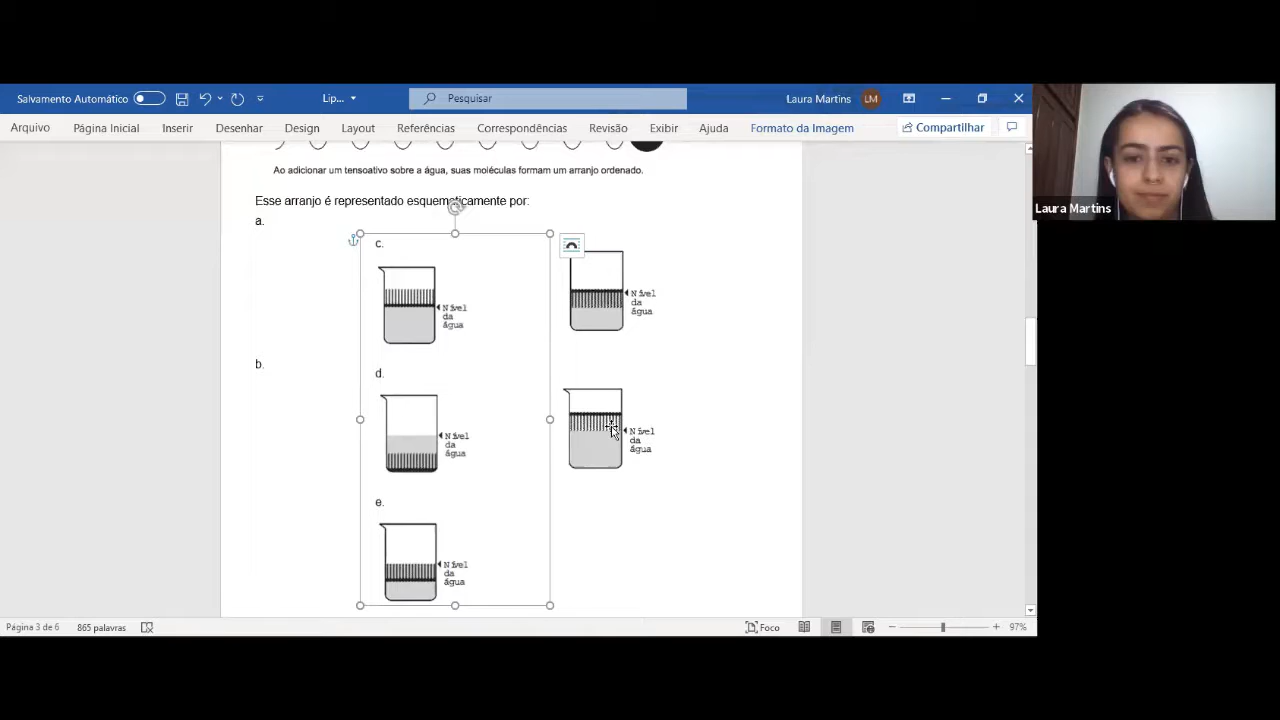 Salvamento Automático
Lip...
Pesquisar
Laura Martins
LM
Arquivo
Página Inicial
Inserir
Desenhar
Design
Layout
Referências
Correspondências
Revisão
Exibir
Ajuda
Formato da Imagem
Compartilhar
Ao adicionar um tensoativo sobre a água, suas moléculas formam um arranjo ordenado.
Esse arranjo é representado esquematicamente por:
a.
c.
Nível
da
água
Nível
da
água
b.
d.
Nível
da
água
Nível
da
água
e.
Nível
da
água
Página 3 de 6
865 palavras
Foco
97%
Laura Martins